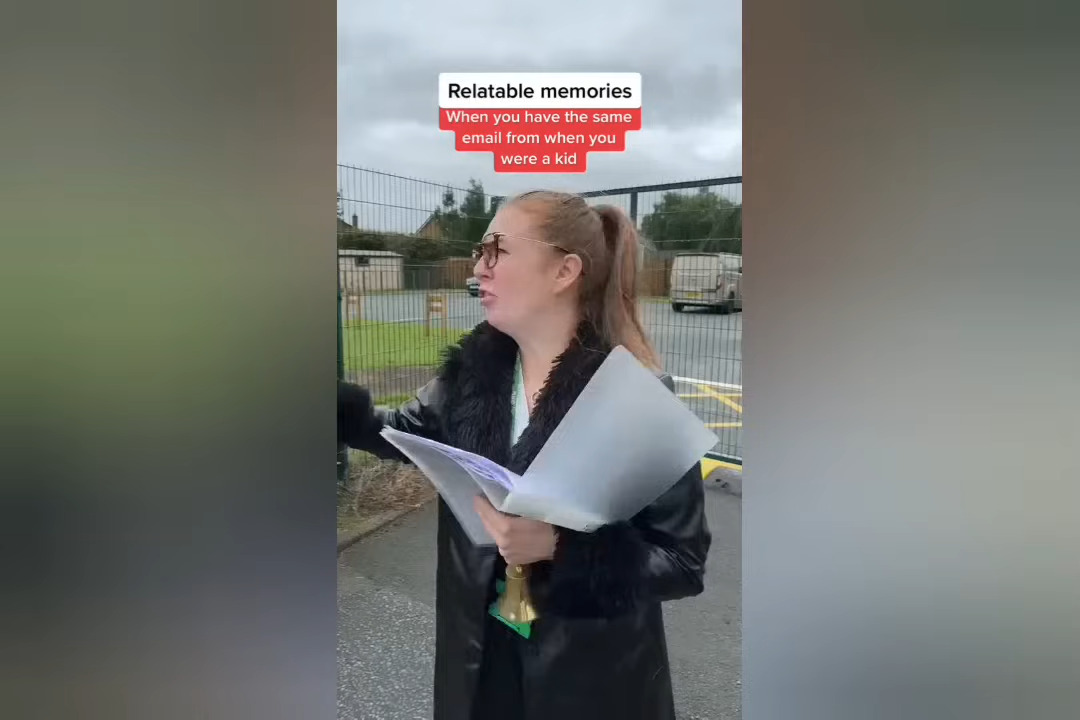 Relatable memories
When you have the same
email from when you
were a kid